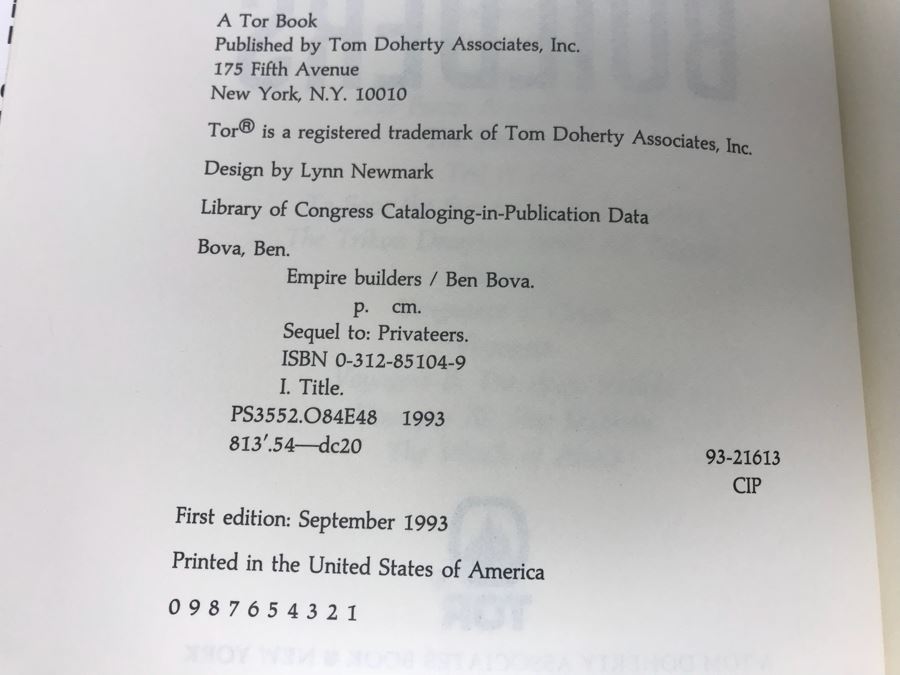 A Tor Book
Published by Tom Doherty Associates, Inc.
175 Fifth Avenue
New York, N.Y. 10010
Tor® is a registered trademark of Tom Doherty Associates, Inc.
Design by Lynn Newmark
Library of Congress Cataloging-in-Publication Data
Bova, Ben.
Empire builders / Ben Bova.
p. cm.
Sequel to: Privateers.
ISBN 0-312-85104-9
I. Title.
PS3552.O84E48 1993
813'.54—dc20
93-21613
CIP
First edition: September 1993
Printed in the United States of America
0 9 8 7 6 5 4 3 2 1